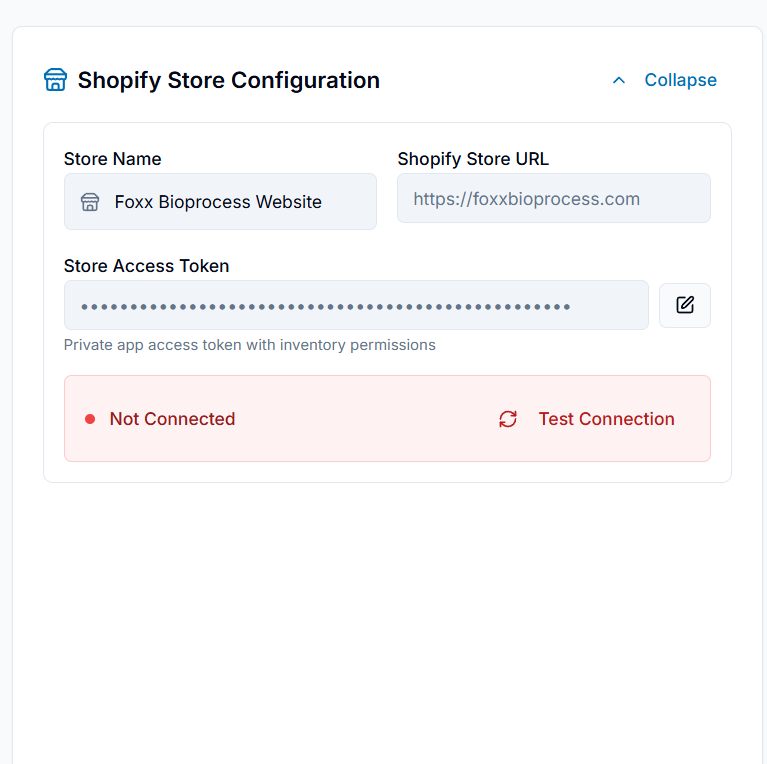 Shopify Store Configuration
Collapse
Store Name
Shopify Store URL
Foxx Bioprocess Website
https://foxxbioprocess.com
Store Access Token
••••••••••••••••••••••••••••••••••••••••••••••••••
Private app access token with inventory permissions
Not Connected
Test Connection